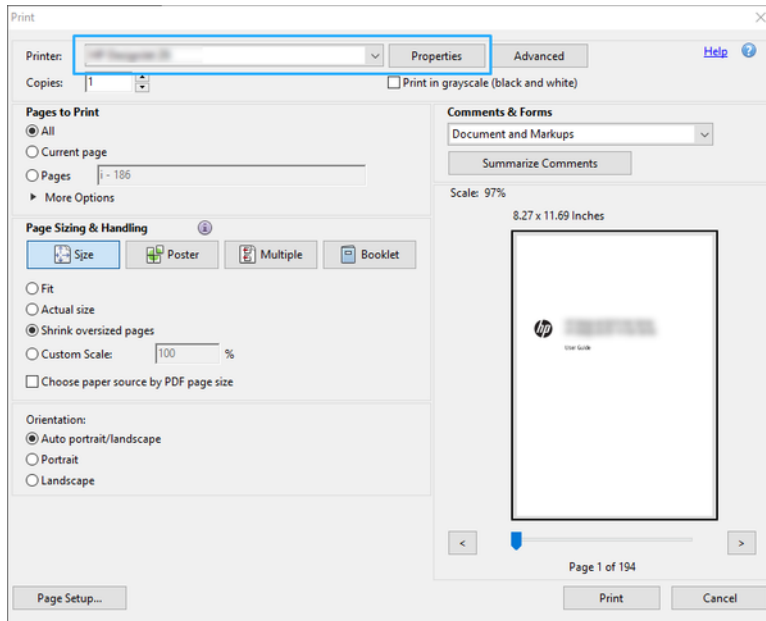 Print
Printer: Properties Advanced Help ?
Copies: 1 Print in grayscale (black and white)
Pages to Print
All
Current page
Pages i - 186
More Options
Page Sizing & Handling i
Size Poster Multiple Booklet
Fit
Actual size
Shrink oversized pages
Custom Scale: 100 %
Choose paper source by PDF page size
Orientation:
Auto portrait/landscape
Portrait
Landscape
Comments & Forms
Document and Markups
Summarize Comments
Scale: 97%
8.27 x 11.69 Inches
hp
User Guide
< >
Page 1 of 194
Page Setup... Print Cancel